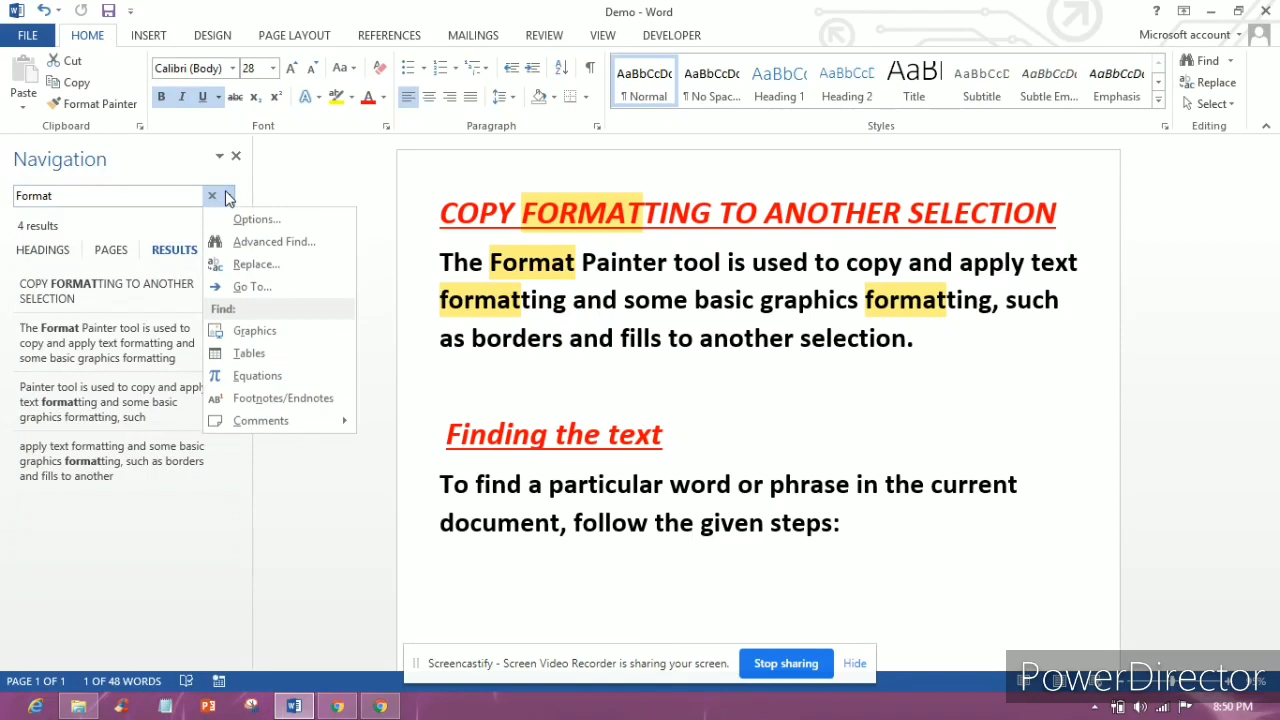 Demo - Word
?
FILE HOME INSERT DESIGN PAGE LAYOUT REFERENCES MAILINGS REVIEW VIEW DEVELOPER Microsoft account
Paste
Cut
Copy
Format Painter
Clipboard
Calibri (Body) 28
Font
Paragraph
AaBbCcDc AaBbCcDc AaBbCc AaBbCcC AaBl AaBbCcD AaBbCcDc AaBbCcDc
¶ Normal ¶ No Spac... Heading 1 Heading 2 Title Subtitle Subtle Em... Emphasis
Styles
Find
Replace
Select
Editing
Navigation
Format
4 results
HEADINGS PAGES RESULTS
COPY FORMATTING TO ANOTHER
SELECTION
The Format Painter tool is used to
copy and apply text formatting and
some basic graphics formatting
Painter tool is used to copy and apply
text formatting and some basic
graphics formatting, such
apply text formatting and some basic
graphics formatting, such as borders
and fills to another
Options...
Advanced Find...
Replace...
Go To...
Find:
Graphics
Tables
Equations
Footnotes/Endnotes
Comments
COPY FORMATTING TO ANOTHER SELECTION
The Format Painter tool is used to copy and apply text
formatting and some basic graphics formatting, such
as borders and fills to another selection.
Finding the text
To find a particular word or phrase in the current
document, follow the given steps:
Screencastify - Screen Video Recorder is sharing your screen. Stop sharing Hide
PAGE 1 OF 1 1 OF 48 WORDS
PowerDirector
8:50 PM